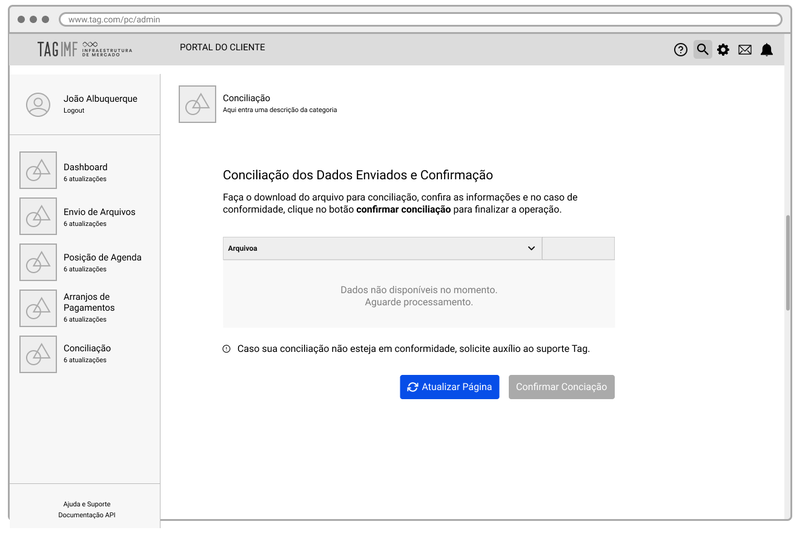 www.tag.com/pc/admin
TAG IMF INFRAESTRUTURA
DE MERCADO
PORTAL DO CLIENTE
João Albuquerque
Logout
Dashboard
6 atualizações
Envio de Arquivos
6 atualizações
Posição de Agenda
6 atualizações
Arranjos de
Pagamentos
6 atualizações
Conciliação
6 atualizações
Ajuda e Suporte
Documentação API
Conciliação
Aqui entra uma descrição da categoria
Conciliação dos Dados Enviados e Confirmação
Faça o download do arquivo para conciliação, confira as informações e no caso de
conformidade, clique no botão confirmar conciliação para finalizar a operação.
Arquivoa
Dados não disponíveis no momento.
Aguarde processamento.
Caso sua conciliação não esteja em conformidade, solicite auxílio ao suporte Tag.
Atualizar Página
Confirmar Conciação